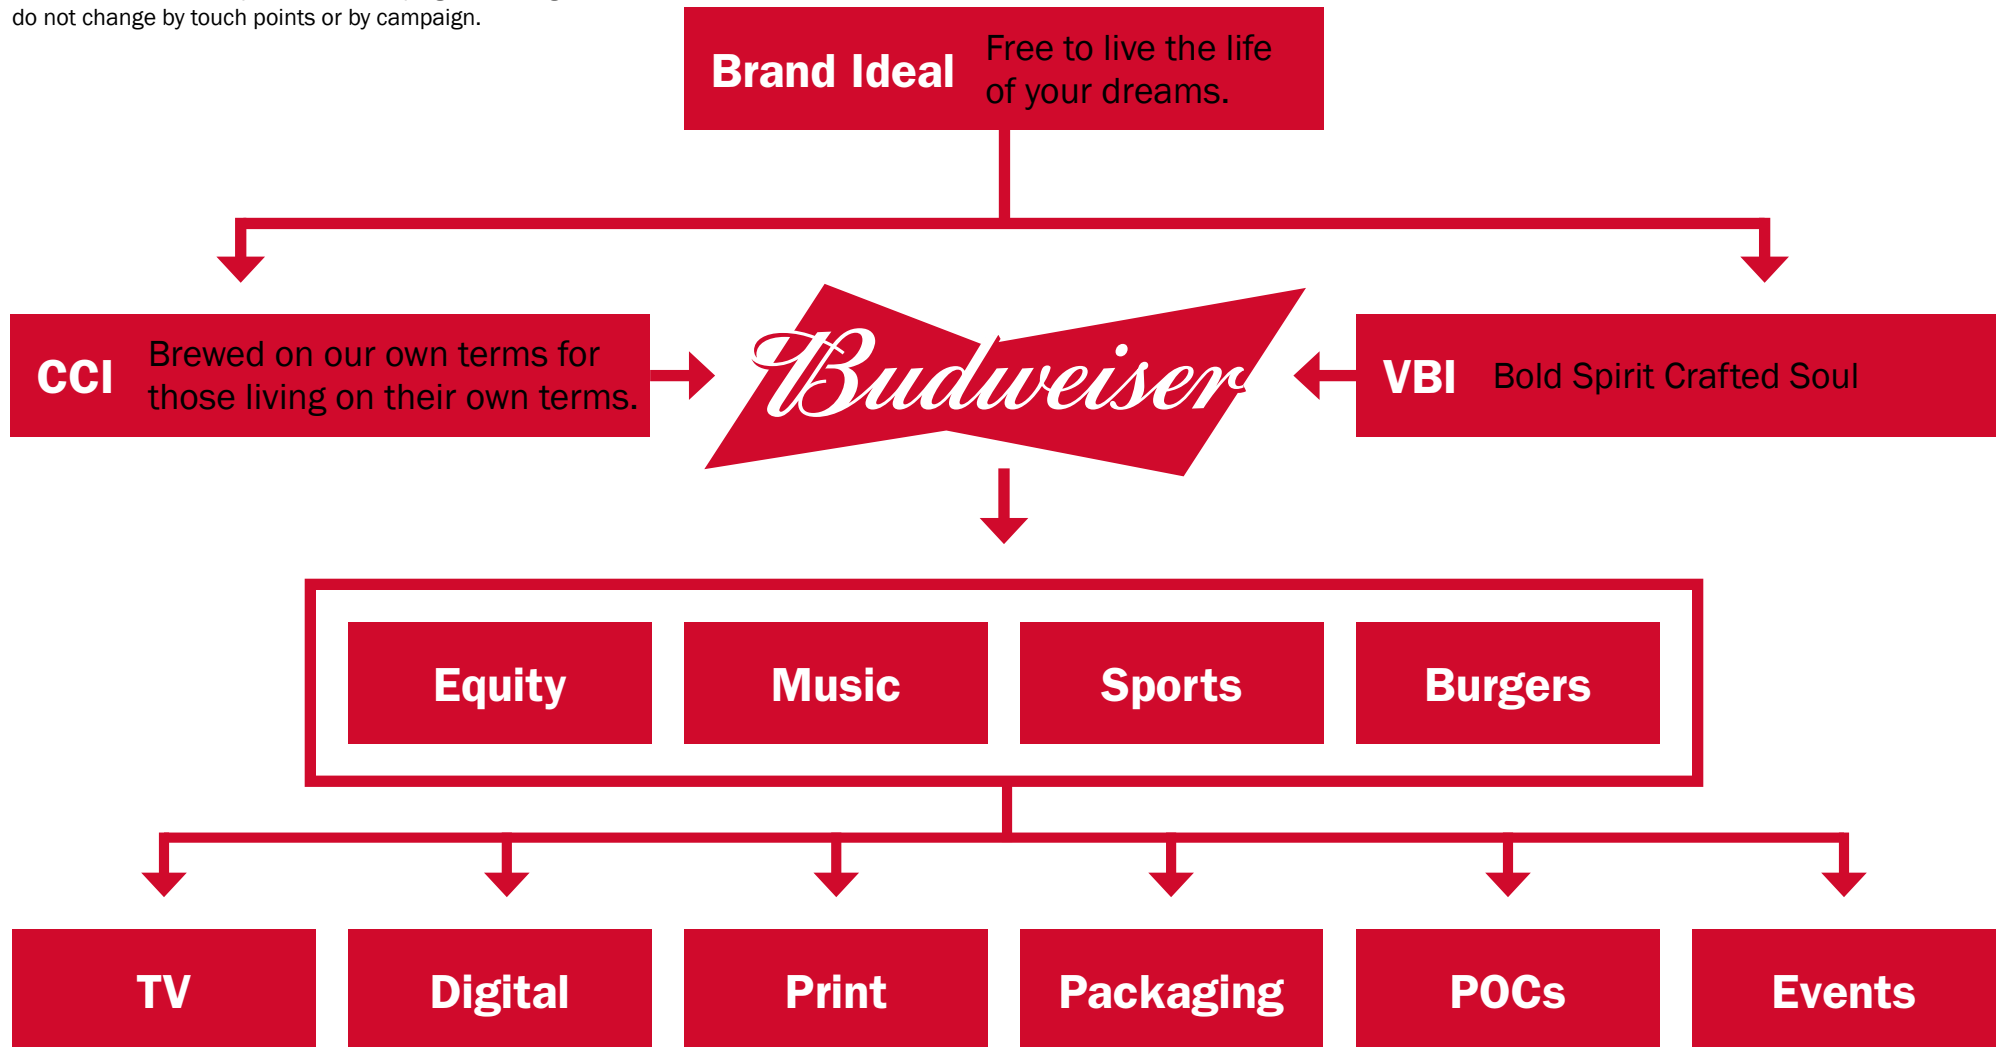 do not change by touch points or by campaign.
Brand Ideal
Free to live the life
of your dreams.
CCI
Brewed on our own terms for
those living on their own terms.
Budweiser
VBI
Bold Spirit Crafted Soul
Equity
Music
Sports
Burgers
TV
Digital
Print
Packaging
POCs
Events